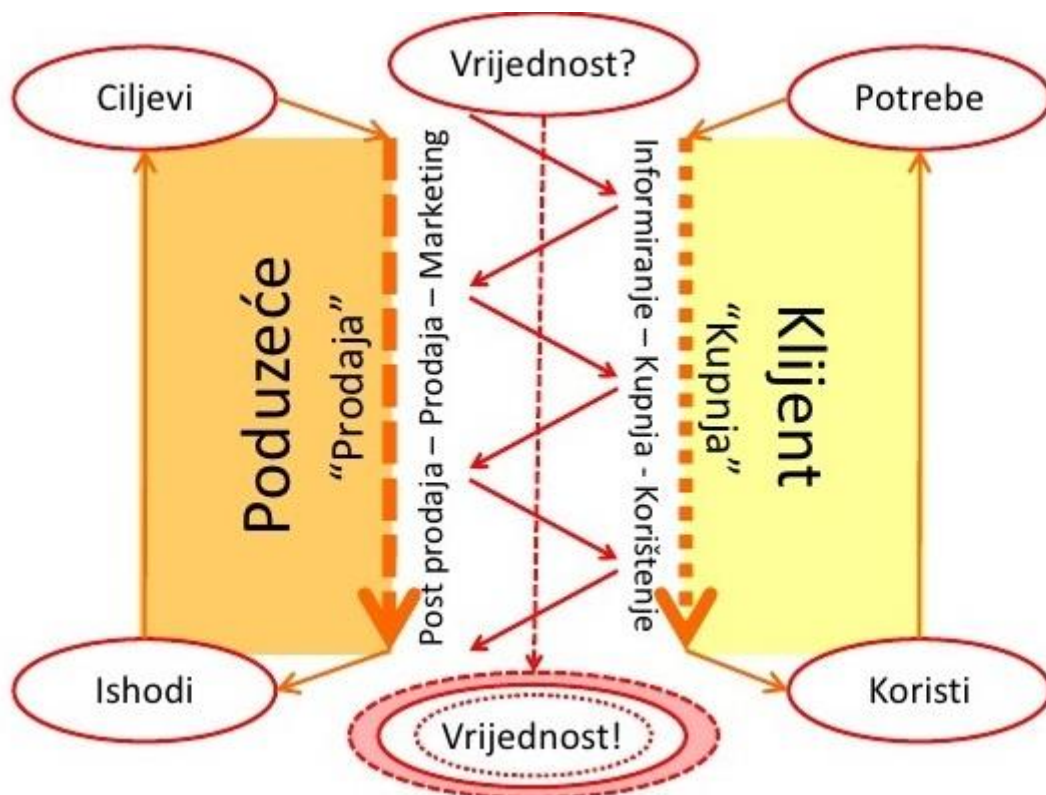 Vrijednost?
Ciljevi
Potrebe
Poduzeće
“Prodaja”
Post prodaja – Prodaja – Marketing
Informiranje – Kupnja - Korištenje
“Kupnja”
Klijent
Ishodi
Koristi
Vrijednost!